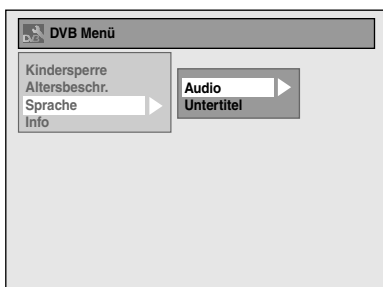 DVB Menü
Kindersperre
Altersbeschr.
Sprache
Info
Audio
Untertitel